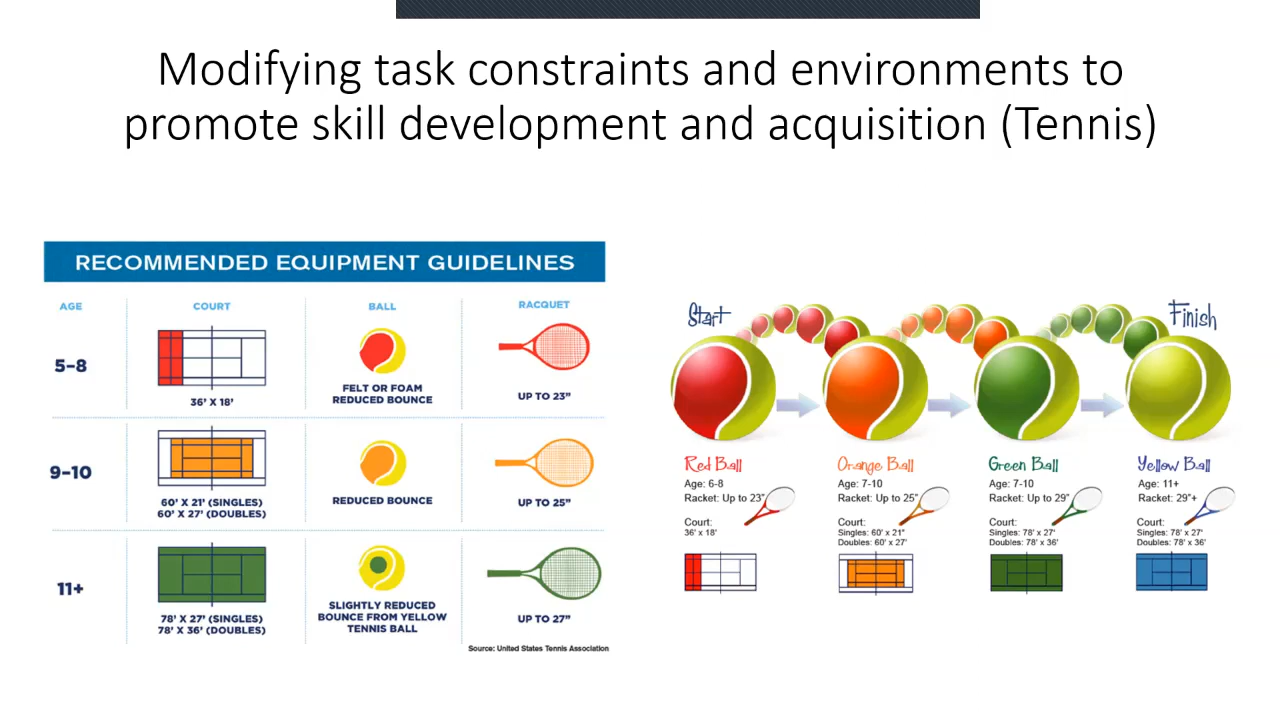 Modifying task constraints and environments to
promote skill development and acquisition (Tennis)
RECOMMENDED EQUIPMENT GUIDELINES
AGE
COURT
BALL
RACQUET
5-8
36' X 18'
FELT OR FOAM
REDUCED BOUNCE
UP TO 23"
9-10
60' X 21' (SINGLES)
60' X 27' (DOUBLES)
REDUCED BOUNCE
UP TO 25"
11+
78' X 27' (SINGLES)
78' X 36' (DOUBLES)
SLIGHTLY REDUCED
BOUNCE FROM YELLOW
TENNIS BALL
UP TO 27"
Source: United States Tennis Association
Start
Finish
Red Ball
Age: 6-8
Racket: Up to 23"
Court:
36' x 18'
Orange Ball
Age: 7-10
Racket: Up to 25"
Court:
Singles: 60' x 21"
Doubles: 60' x 27'
Green Ball
Age: 7-10
Racket: Up to 29"
Court:
Singles: 78' x 27'
Doubles: 78' x 36'
Yellow Ball
Age: 11+
Racket: 29"+
Court:
Singles: 78' x 27'
Doubles: 78' x 36'